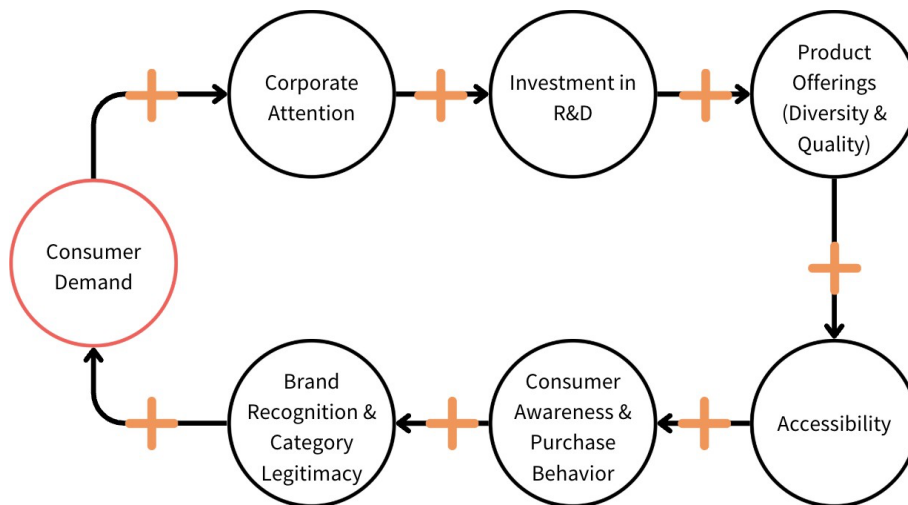 Corporate
Attention
Investment in
R&D
Product
Offerings
(Diversity &
Quality)
Consumer
Demand
Brand
Recognition &
Category
Legitimacy
Consumer
Awareness &
Purchase
Behavior
Accessibility